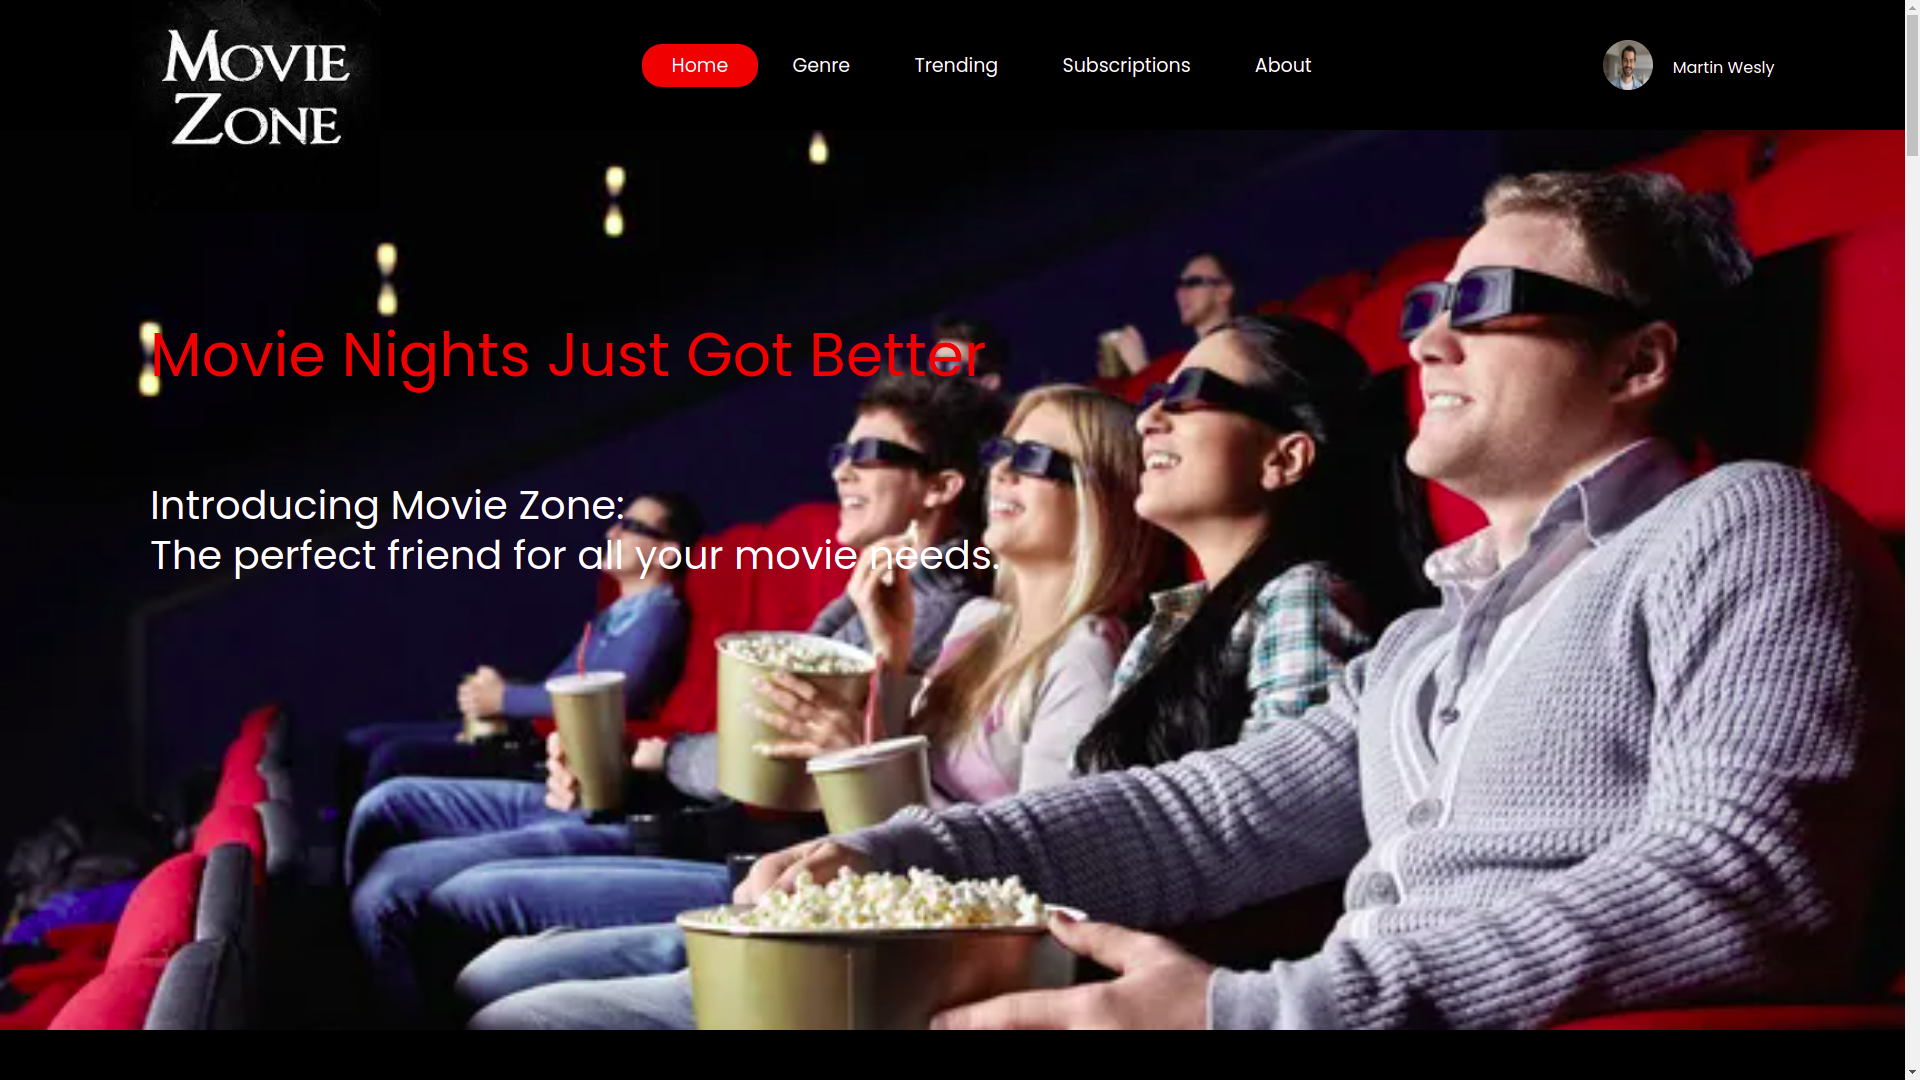 MOVIE
ZONE
Home
Genre
Trending
Subscriptions
About
Martin Wesly
Movie Nights Just Got Better
Introducing Movie Zone:
The perfect friend for all your movie needs.